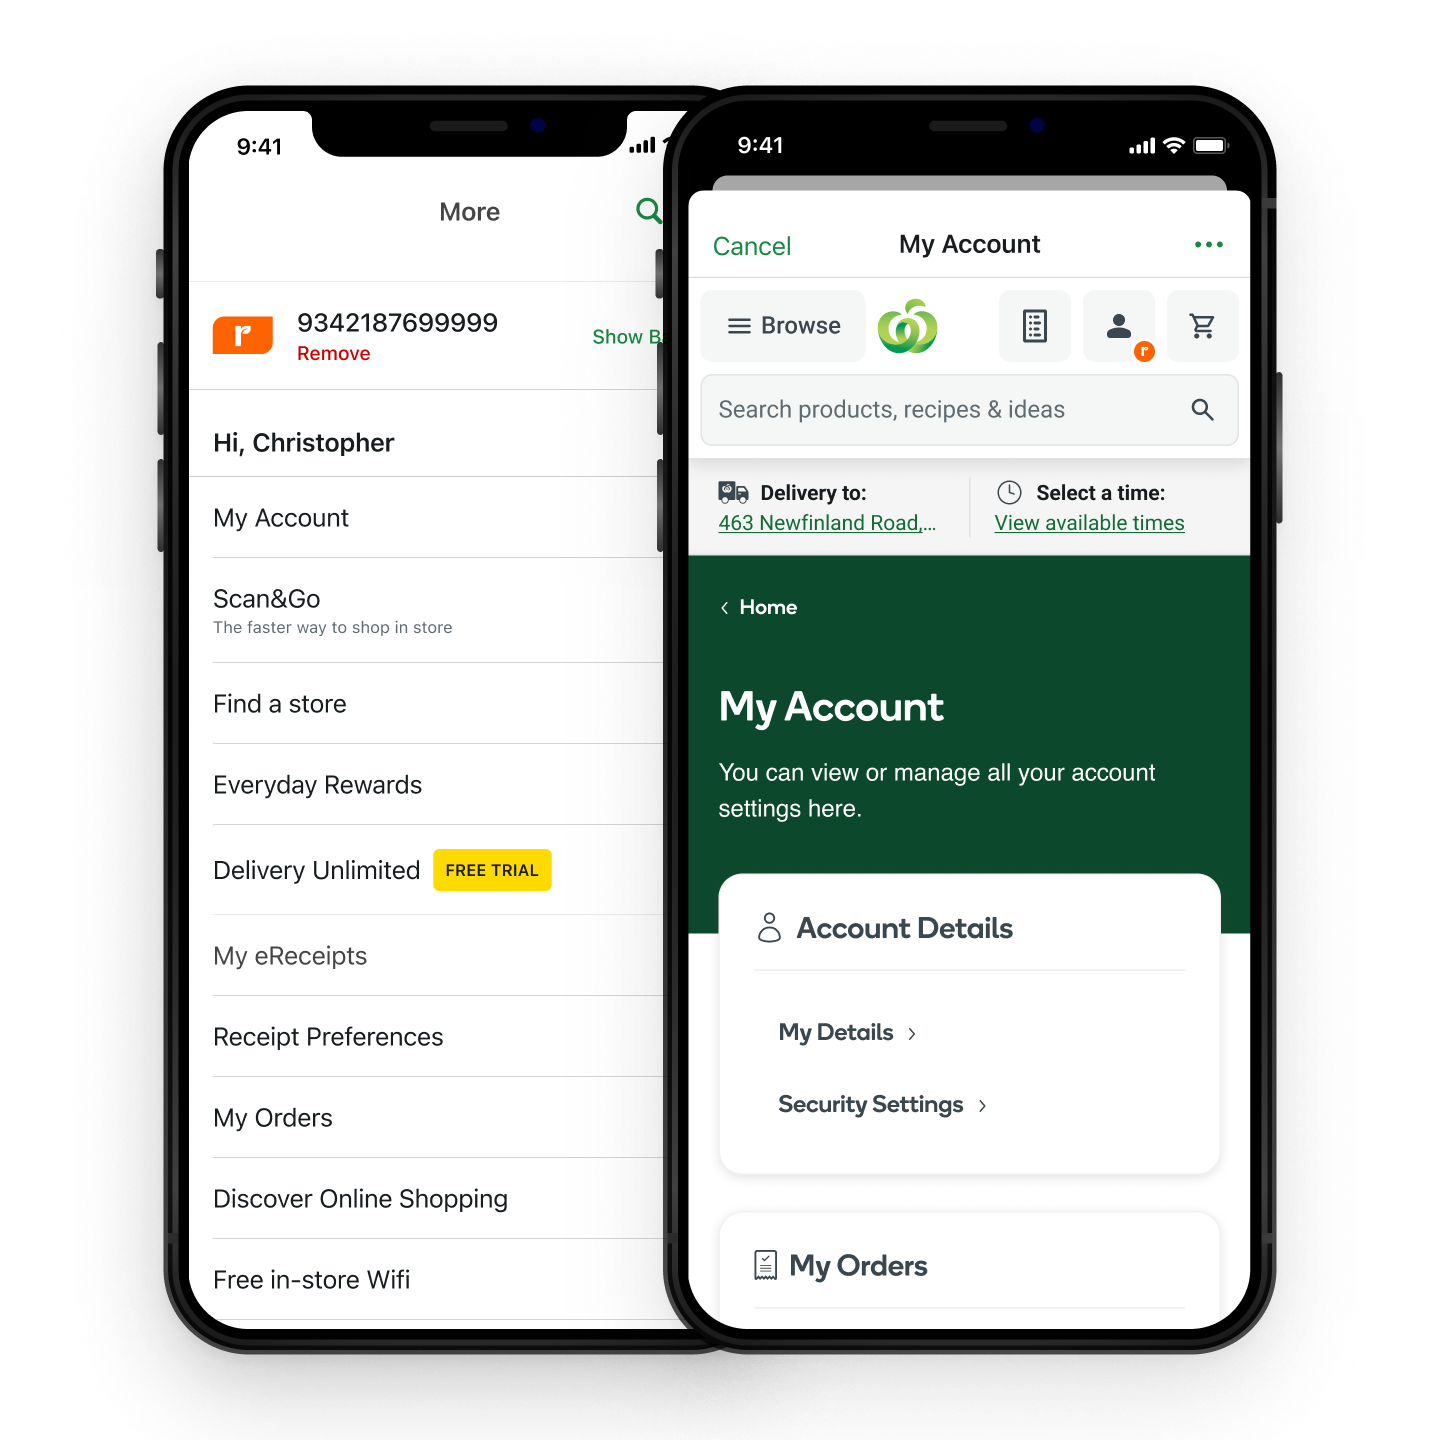 9:41
More
r
9342187699999
Remove
Show B
Hi, Christopher
My Account
Scan&Go
The faster way to shop in store
Find a store
Everyday Rewards
Delivery Unlimited FREE TRIAL
My eReceipts
Receipt Preferences
My Orders
Discover Online Shopping
Free in-store Wifi
9:41
Cancel My Account
Browse
r
Search products, recipes & ideas
Delivery to:
463 Newfinland Road,...
Select a time:
View available times
Home
My Account
You can view or manage all your account
settings here.
Account Details
My Details
Security Settings
My Orders